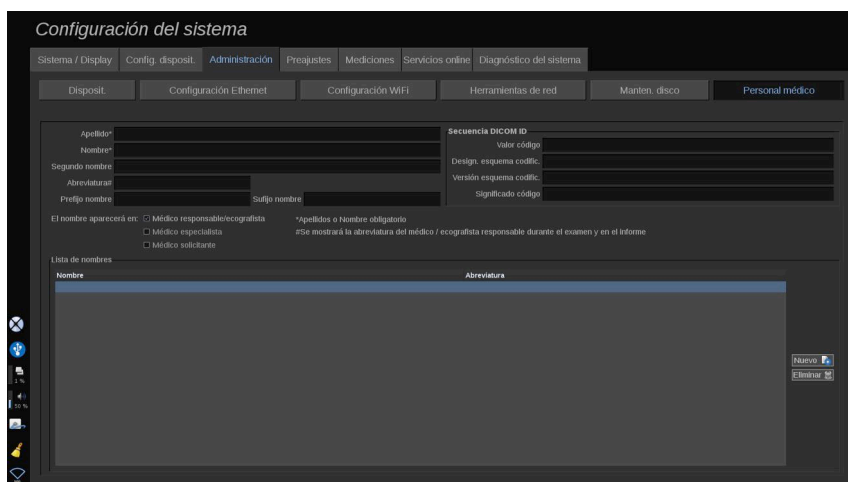 Configuración del sistema
Sistema / Display Config. disposit. Administración Preajustes Mediciones Servicios online Diagnóstico del sistema
Disposit. Configuración Ethernet Configuración WiFi Herramientas de red Manten. disco Personal médico
Apellido*
Nombre*
Segundo nombre
Abreviatura#
Prefijo nombre Sufijo nombre
Secuencia DICOM ID
Valor código
Design. esquema codific.
Versión esquema codific.
Significado código
El nombre aparecerá en: Médico responsable/ecografista *Apellidos o Nombre obligatorio
Médico especialista #Se mostrará la abreviatura del médico / ecografista responsable durante el examen y en el informe
Médico solicitante
Lista de nombres
Nombre Abreviatura
Nuevo
Eliminar
1 %
50 %